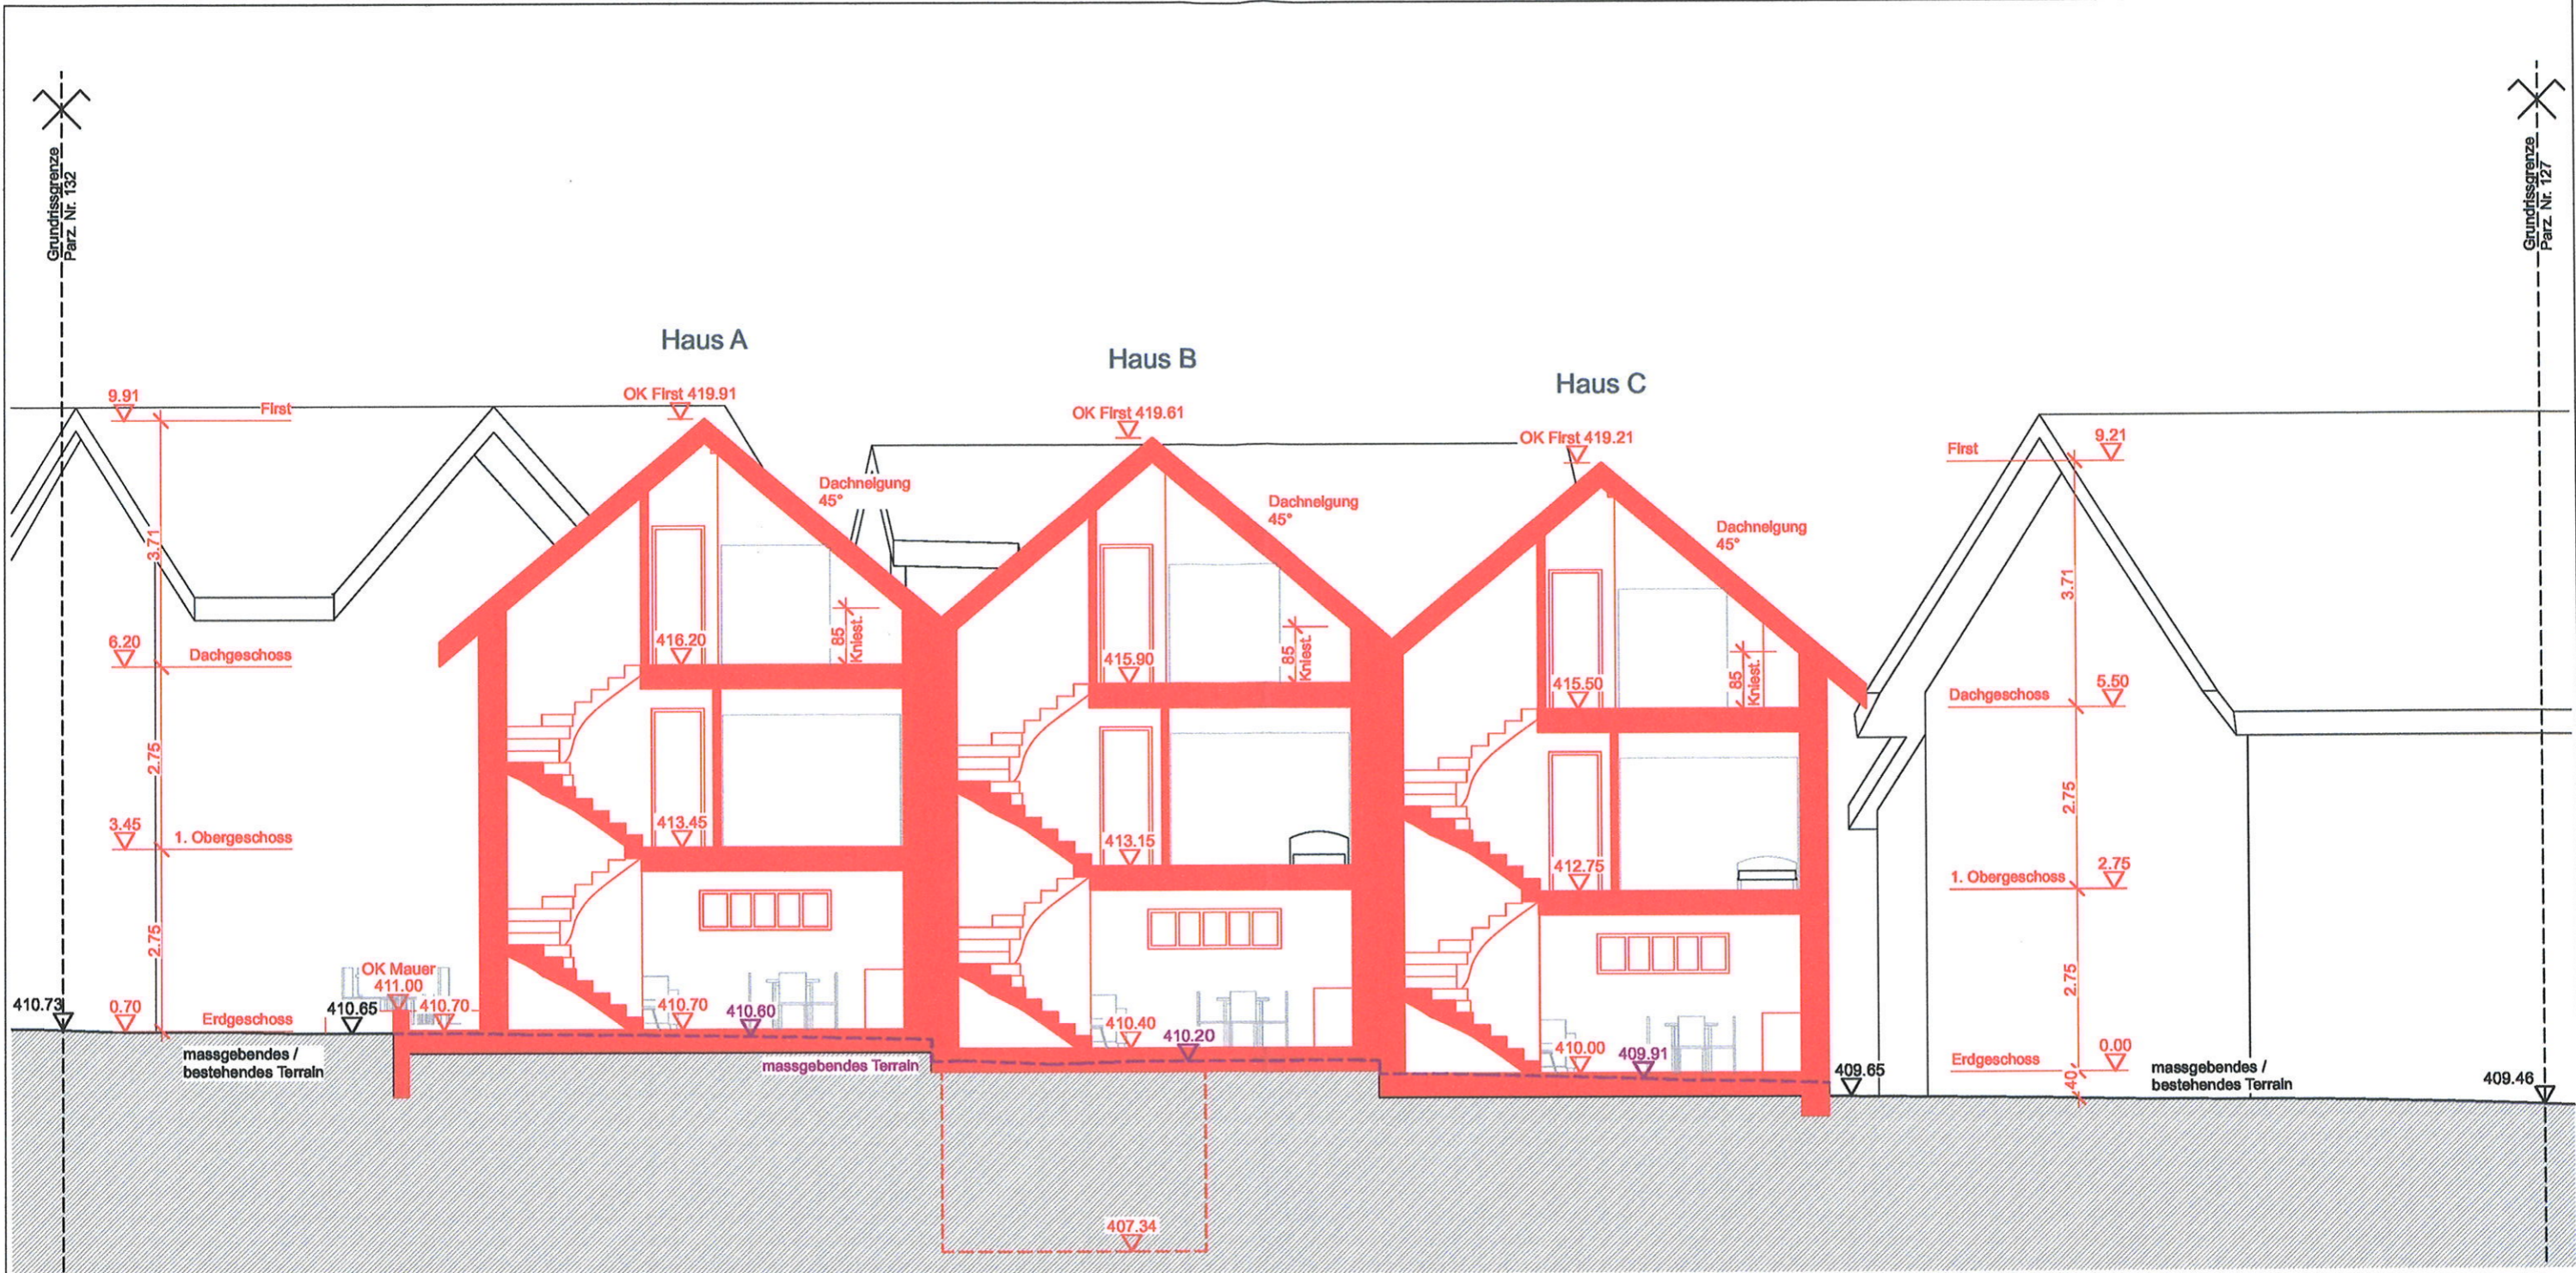 Grundrissgrenze
Parz. Nr. 132
Grundrissgrenze
Parz. Nr. 127
Haus A
Haus B
Haus C
9.91
First
OK First 419.91
OK First 419.61
OK First 419.21
First
9.21
Dachneigung
45°
Dachneigung
45°
Dachneigung
45°
3.71
3.71
6.20
Dachgeschoss
416.20
85
Kniest.
415.90
85
Kniest.
415.50
85
Kniest.
Dachgeschoss
5.50
2.75
2.75
3.45
1. Obergeschoss
413.45
413.15
412.75
1. Obergeschoss
2.75
2.75
2.75
OK Mauer
411.00
410.73
0.70
Erdgeschoss
410.65
410.70
410.70
410.60
410.40
410.20
410.00
409.91
409.65
Erdgeschoss
0.00
40
409.46
massgebendes /
bestehendes Terrain
massgebendes Terrain
massgebendes /
bestehendes Terrain
407.34